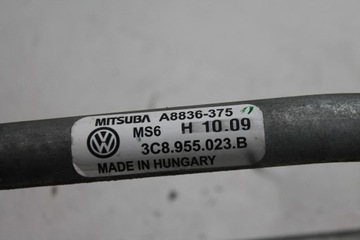 MITSUBA A8836-375
MS6 H 10.09
3C8.955.023.B
MADE IN HUNGARY